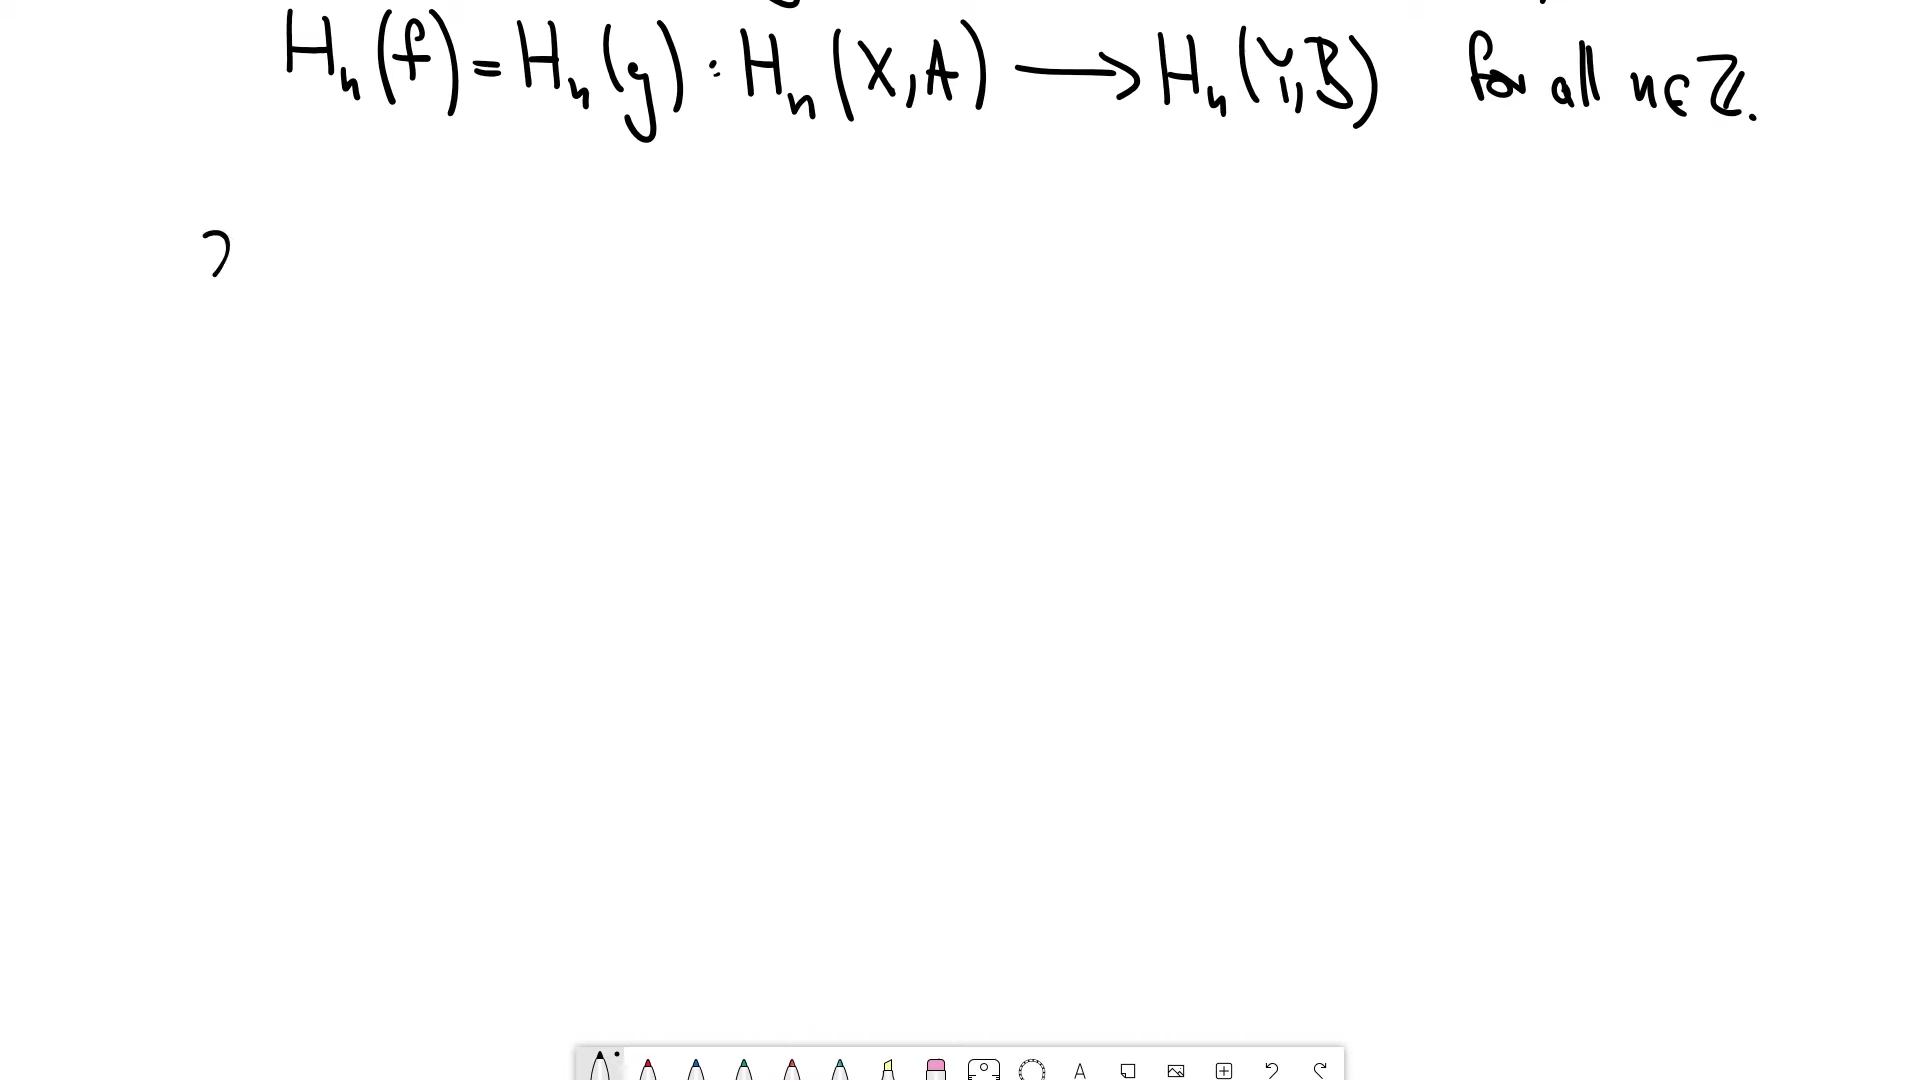 Hₙ(f) = Hₙ(g) : Hₙ(X,A) ⟶ Hₙ(Y,B) for all n∈ℤ.